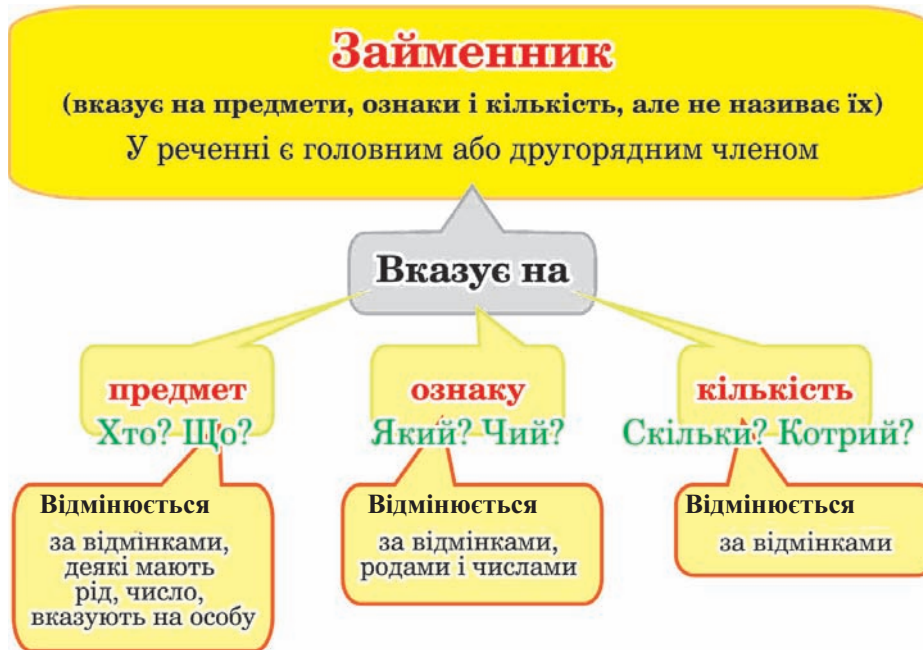 Займенник
(вказує на предмети, ознаки і кількість, але не називає їх)
У реченні є головним або другорядним членом
Вказує на
предмет
Хто? Що?
Відмінюється
за відмінками,
деякі мають
рід, число,
вказують на особу
ознаку
Який? Чий?
Відмінюється
за відмінками,
родами і числами
кількість
Скільки? Котрий?
Відмінюється
за відмінками